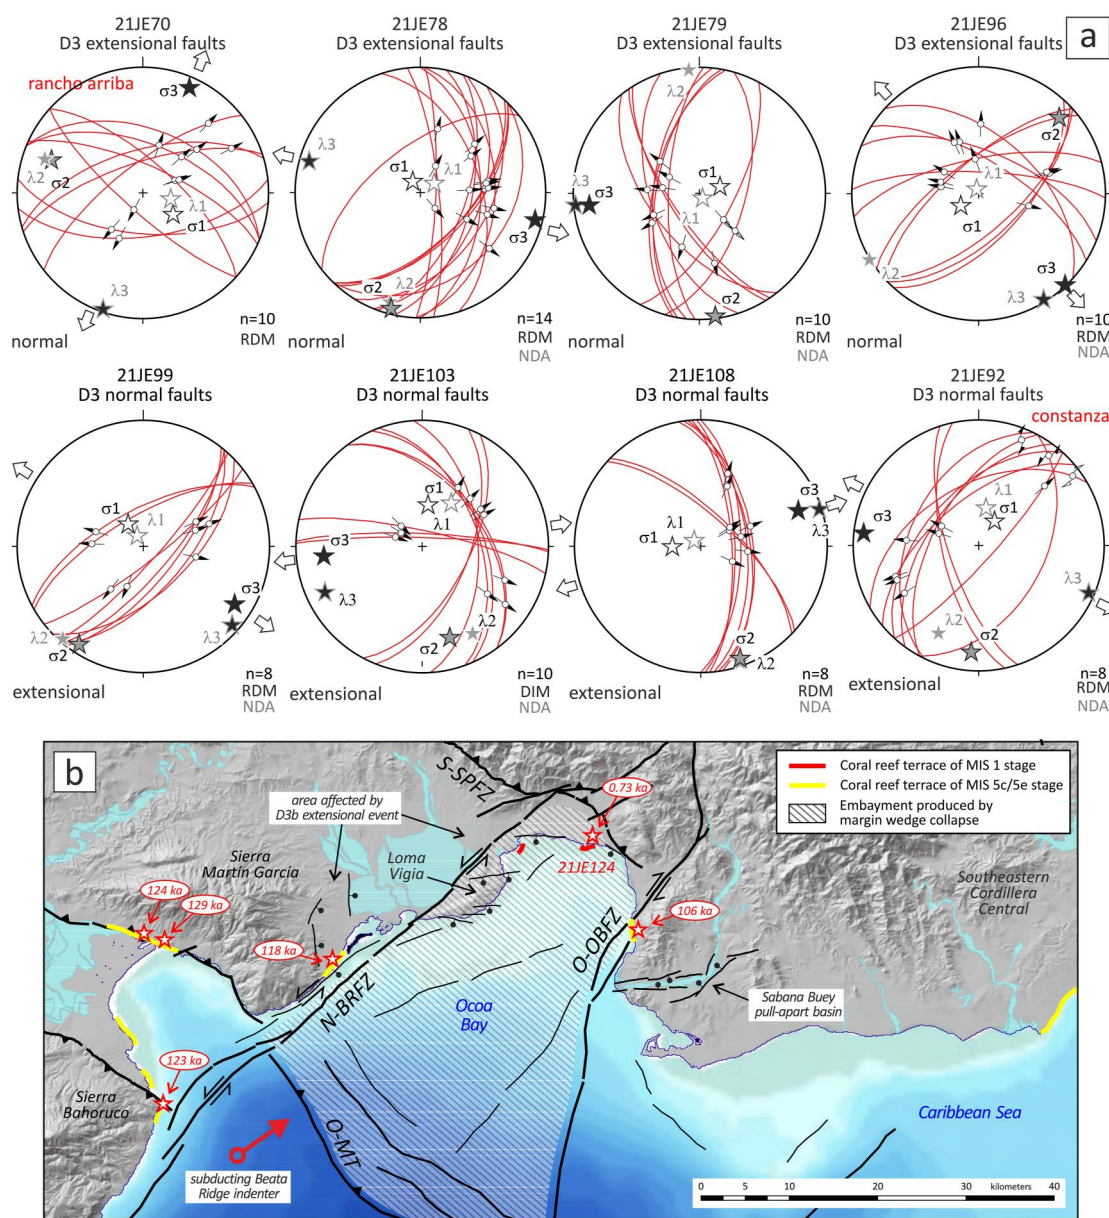 a
21JE70
D3 extensional faults
rancho arriba
σ3
λ2
σ2
λ1
σ1
λ3
normal
n=10
RDM
21JE78
D3 extensional faults
λ3
σ1
λ1
σ3
σ2
λ2
normal
n=14
RDM
NDA
21JE79
D3 extensional faults
λ2
λ3
σ3
σ1
λ1
σ2
normal
n=10
RDM
NDA
21JE96
D3 extensional faults
σ2
λ1
σ1
λ2
σ3
λ3
normal
n=10
RDM
NDA
21JE99
D3 normal faults
σ1
λ1
σ3
λ3
λ2
σ2
extensional
n=8
RDM
NDA
21JE103
D3 normal faults
σ1
λ1
σ3
λ3
λ2
σ2
extensional
n=10
DIM
NDA
21JE108
D3 normal faults
σ3
λ1
σ1
λ3
σ2
λ2
extensional
n=8
RDM
NDA
21JE92
D3 normal faults
constanza
σ3
λ1
σ1
λ3
λ2
σ2
extensional
n=8
RDM
NDA
b
S-SPFZ
0.73 ka
Coral reef terrace of MIS 1 stage
Coral reef terrace of MIS 5c/5e stage
Embayment produced by
margin wedge collapse
area affected by
D3b extensional event
Sierra
Martín García
Loma
Vigia
21JE124
Southeastern
Cordillera
Central
124 ka
129 ka
118 ka
106 ka
O-OBFZ
N-BRFZ
Ocoa
Bay
Sabana Buey
pull-apart basin
123 ka
Sierra
Bahoruco
O-MT
Caribbean Sea
subducting Beata
Ridge indenter
0 5 10 20 30 kilometers 40